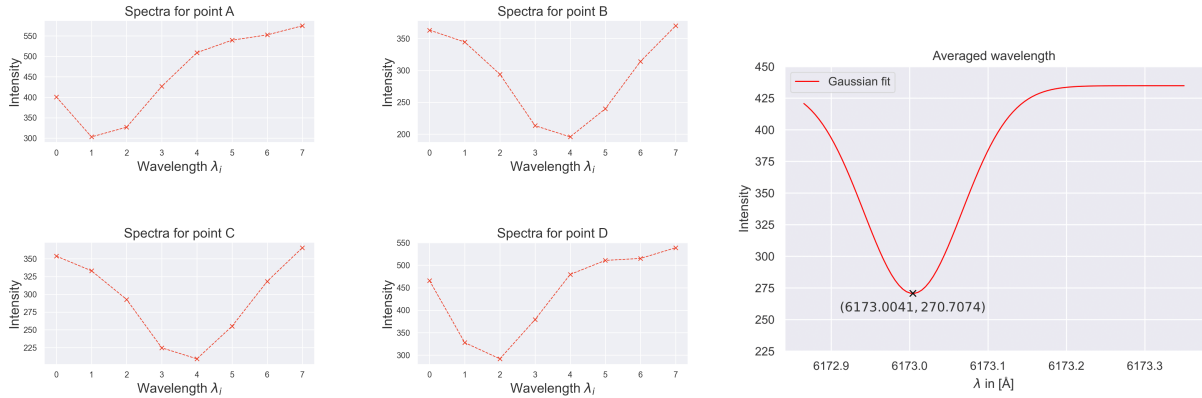 Spectra for point A
Intensity
550
500
450
400
350
300
0 1 2 3 4 5 6 7
Wavelength λᵢ
Spectra for point B
Intensity
350
300
250
200
0 1 2 3 4 5 6 7
Wavelength λᵢ
Spectra for point C
Intensity
350
325
300
275
250
225
0 1 2 3 4 5 6 7
Wavelength λᵢ
Spectra for point D
Intensity
550
500
450
400
350
300
0 1 2 3 4 5 6 7
Wavelength λᵢ
Averaged wavelength
Gaussian fit
Intensity
450
425
400
375
350
325
300
275
250
225
(6173.0041, 270.7074)
6172.9 6173.0 6173.1 6173.2 6173.3
λ in [Å]